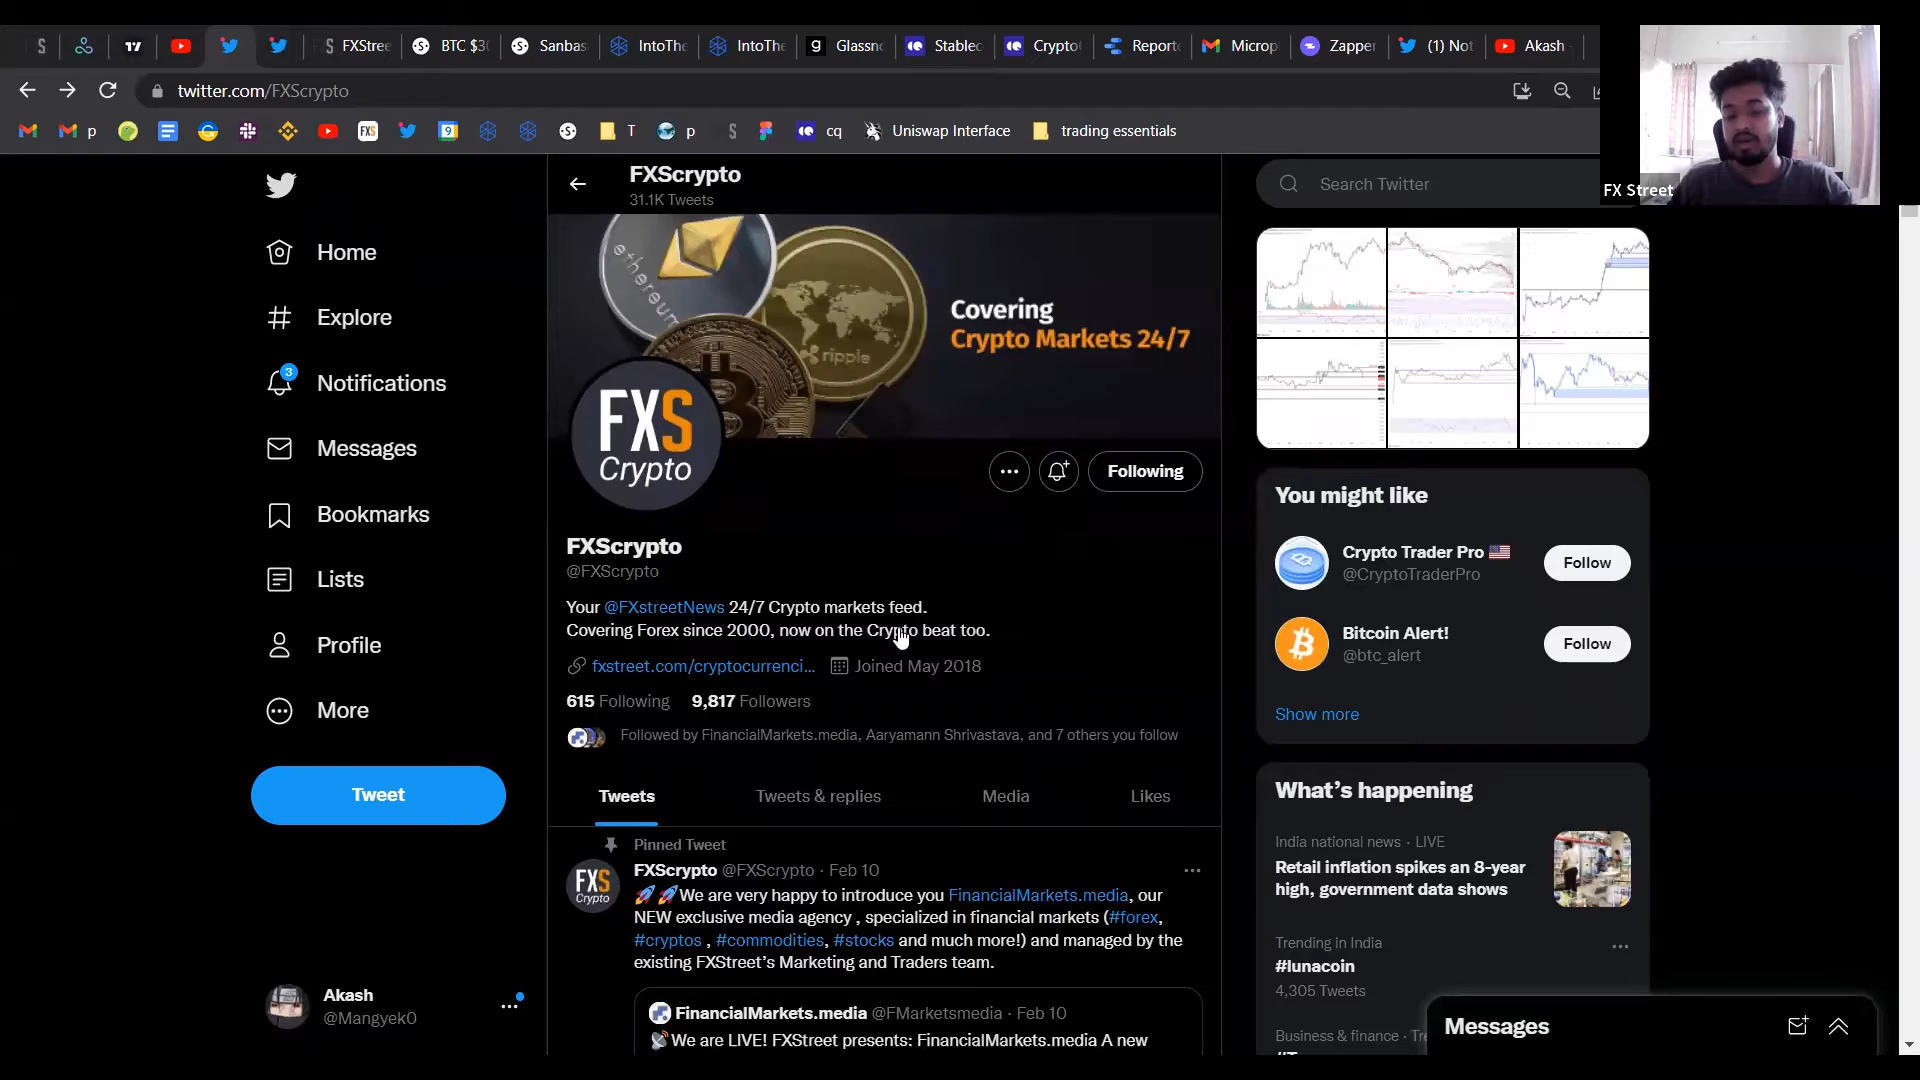 FXStree
BTC $30
Sanbas
IntoThe
IntoThe
Glassn
Stablec
Crypto
Reporte
Microp
Zapper
(1) Not
Akash
twitter.com/FXScrypto
p
9
FXS
T
p
cq
Uniswap Interface
trading essentials
FX Street
FXScrypto
31.1K Tweets
Search Twitter
Home
Explore
3
Notifications
Messages
Bookmarks
Lists
Profile
More
Tweet
Akash
@Mangyek0
ethereum
ripple
Covering
Crypto Markets 24/7
FXS
Crypto
Following
FXScrypto
@FXScrypto
Your @FXstreetNews 24/7 Crypto markets feed.
Covering Forex since 2000, now on the Crypto beat too.
fxstreet.com/cryptocurrenci... Joined May 2018
615 Following 9,817 Followers
Followed by FinancialMarkets.media, Aaryamann Shrivastava, and 7 others you follow
Tweets Tweets & replies Media Likes
Pinned Tweet
FXS
Crypto
FXScrypto @FXScrypto · Feb 10
🚀 🚀We are very happy to introduce you FinancialMarkets.media, our
NEW exclusive media agency , specialized in financial markets (#forex,
#cryptos , #commodities, #stocks and much more!) and managed by the
existing FXStreet’s Marketing and Traders team.
FinancialMarkets.media @FMarketsmedia · Feb 10
📡We are LIVE! FXStreet presents: FinancialMarkets.media A new
You might like
Crypto Trader Pro 🇺🇸
@CryptoTraderPro
Follow
Bitcoin Alert!
@btc_alert
Follow
Show more
What’s happening
India national news · LIVE
Retail inflation spikes an 8-year
high, government data shows
Trending in India
#lunacoin
4,305 Tweets
Business & finance · Tre
Messages